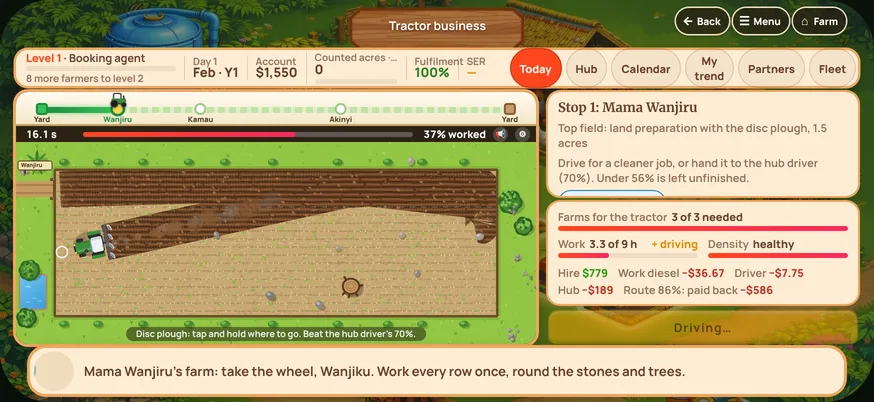 Tractor business
← Back
☰ Menu
⌂ Farm
Level 1 · Booking agent
8 more farmers to level 2
Day 1
Feb · Y1
Account
$1,550
Counted acres ·…
0
Fulfilment
100%
SER
—
Today
Hub
Calendar
My trend
Partners
Fleet
Yard
Wanjiru
Kamau
Akinyi
Yard
16.1 s
37% worked
Wanjiru
Disc plough: tap and hold where to go. Beat the hub driver's 70%.
Stop 1: Mama Wanjiru
Top field: land preparation with the disc plough, 1.5
acres
Drive for a cleaner job, or hand it to the hub driver
(70%). Under 56% is left unfinished.
Farms for the tractor 3 of 3 needed
Work 3.3 of 9 h + driving
Density healthy
Hire $779 Work diesel −$36.67 Driver −$7.75
Hub −$189 Route 86%: paid back −$586
Driving…
Mama Wanjiru's farm: take the wheel, Wanjiku. Work every row once, round the stones and trees.